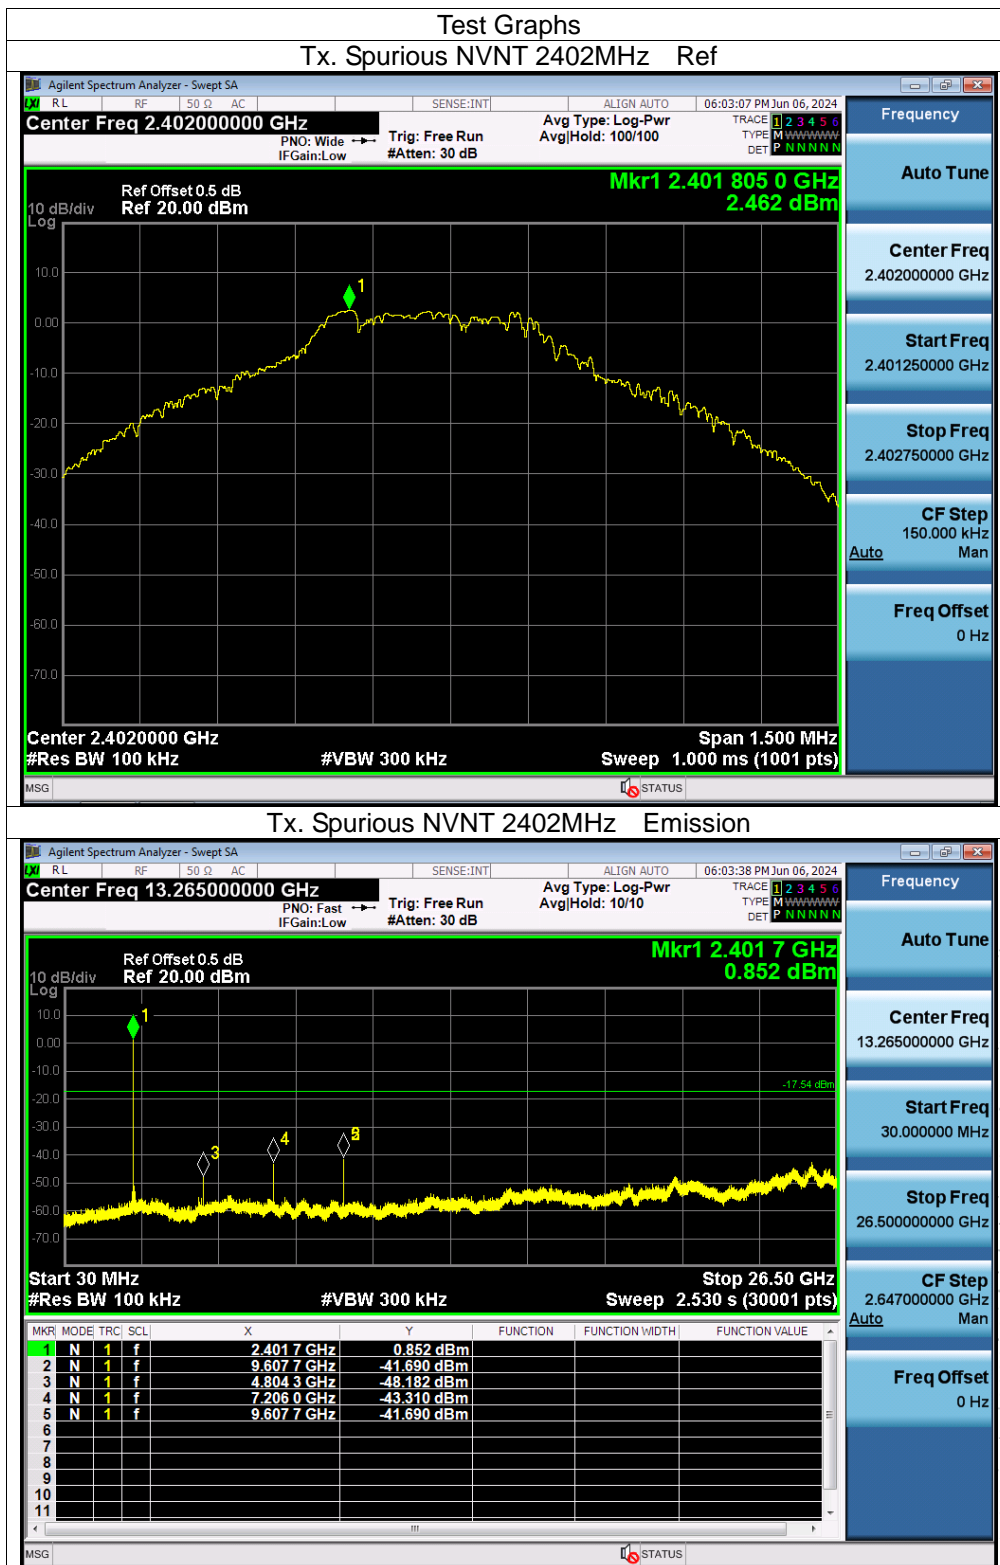 Test Graphs
Tx. Spurious NVNT 2402MHz Ref
Agilent Spectrum Analyzer - Swept SA
LXI RL RF 50 Ω AC SENSE:INT ALIGN AUTO 06:03:07 PM Jun 06, 2024
Center Freq 2.402000000 GHz
PNO: Wide
IFGain:Low
Trig: Free Run
#Atten: 30 dB
Avg Type: Log-Pwr
Avg|Hold: 100/100
TRACE 1 2 3 4 5 6
TYPE M WWWWW
DET P N N N N N
Mkr1 2.401 805 0 GHz
2.462 dBm
Ref Offset 0.5 dB
10 dB/div Ref 20.00 dBm
Log
1
10.0
0.00
-10.0
-20.0
-30.0
-40.0
-50.0
-60.0
-70.0
Center 2.4020000 GHz Span 1.500 MHz
#Res BW 100 kHz #VBW 300 kHz Sweep 1.000 ms (1001 pts)
MSG STATUS
Frequency
Auto Tune
Center Freq
2.402000000 GHz
Start Freq
2.401250000 GHz
Stop Freq
2.402750000 GHz
CF Step
150.000 kHz
Auto Man
Freq Offset
0 Hz
Tx. Spurious NVNT 2402MHz Emission
Agilent Spectrum Analyzer - Swept SA
LXI RL RF 50 Ω AC SENSE:INT ALIGN AUTO 06:03:38 PM Jun 06, 2024
Center Freq 13.265000000 GHz
PNO: Fast
IFGain:Low
Trig: Free Run
#Atten: 30 dB
Avg Type: Log-Pwr
Avg|Hold: 10/10
TRACE 1 2 3 4 5 6
TYPE M WWWWW
DET P N N N N N
Mkr1 2.401 7 GHz
0.852 dBm
Ref Offset 0.5 dB
10 dB/div Ref 20.00 dBm
Log
10.0
0.00
-10.0
-20.0
-30.0
-40.0
-50.0
-60.0
-70.0
1
-17.54 dBm
3
4
Start 30 MHz Stop 26.50 GHz
#Res BW 100 kHz #VBW 300 kHz Sweep 2.530 s (30001 pts)
MKR MODE TRC SCL X Y FUNCTION FUNCTION WIDTH FUNCTION VALUE
1 N 1 f 2.401 7 GHz 0.852 dBm
2 N 1 f 9.607 7 GHz -41.690 dBm
3 N 1 f 4.804 3 GHz -48.182 dBm
4 N 1 f 7.206 0 GHz -43.310 dBm
5 N 1 f 9.607 7 GHz -41.690 dBm
6
7
8
9
10
11
MSG STATUS
Frequency
Auto Tune
Center Freq
13.265000000 GHz
Start Freq
30.000000 MHz
Stop Freq
26.500000000 GHz
CF Step
2.647000000 GHz
Auto Man
Freq Offset
0 Hz